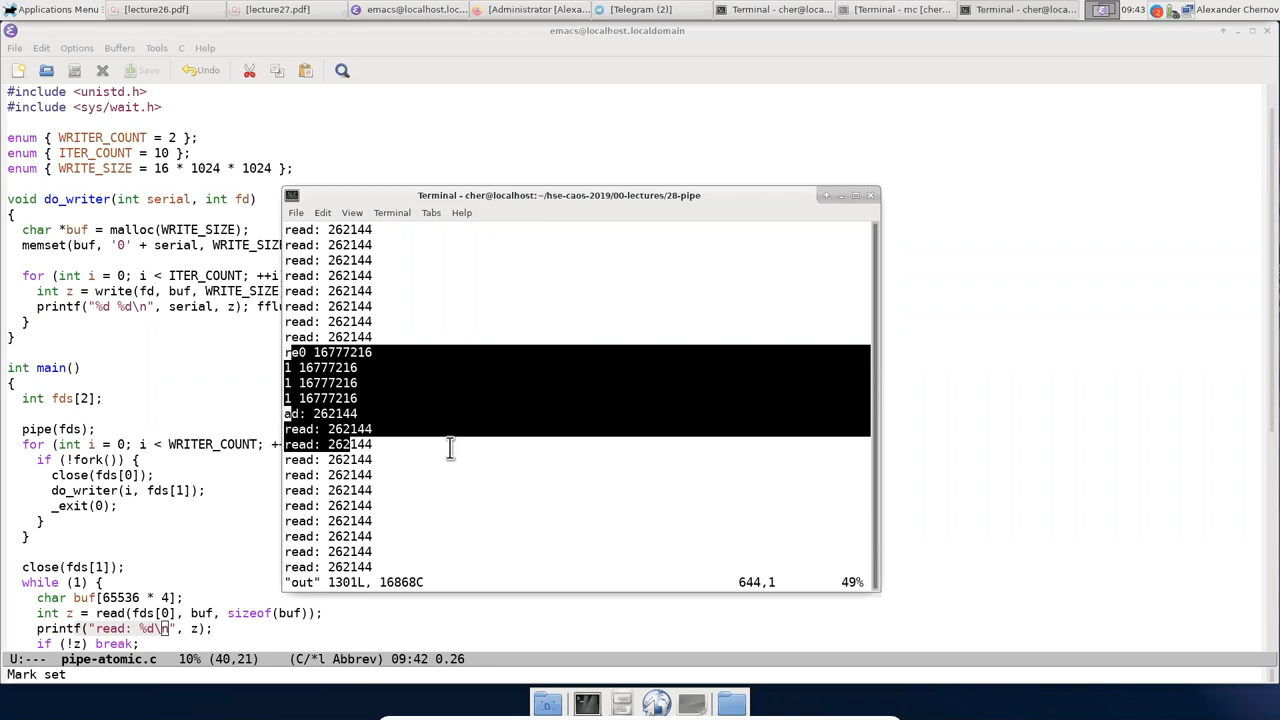 Applications Menu
[lecture26.pdf]
[lecture27.pdf]
emacs@localhost.loc...
[Administrator [Adminis...
[Telegram (2)]
Terminal - cher@localho...
[Terminal - mc [cher@l...
Terminal - cher@loca...
09:43
Alexander Chernov
emacs@localhost.localdomain
File Edit Options Buffers Tools C Help
Save
Undo
#include <unistd.h>
#include <sys/wait.h>
enum { WRITER_COUNT = 2 };
enum { ITER_COUNT = 10 };
enum { WRITE_SIZE = 16 * 1024 * 1024 };
void do_writer(int serial, int fd)
{
char *buf = malloc(WRITE_SIZE);
memset(buf, '0' + serial, WRITE_SIZ
for (int i = 0; i < ITER_COUNT; ++i
int z = write(fd, buf, WRITE_SIZE
printf("%d %d\n", serial, z); ffl
}
}
int main()
{
int fds[2];
pipe(fds);
for (int i = 0; i < WRITER_COUNT; +
if (!fork()) {
close(fds[0]);
do_writer(i, fds[1]);
_exit(0);
}
}
close(fds[1]);
while (1) {
char buf[65536 * 4];
int z = read(fds[0], buf, sizeof(buf));
printf("read: %d\n", z);
if (!z) break;
U:--- pipe-atomic.c 10% (40,21) (C/*l Abbrev) 09:42 0.26
Mark set
Terminal - cher@localhost:~/hse-caos-2019/00-lectures/28-pipe
File Edit View Terminal Tabs Help
read: 262144
read: 262144
read: 262144
read: 262144
read: 262144
read: 262144
read: 262144
read: 262144
re0 16777216
1 16777216
1 16777216
1 16777216
ad: 262144
read: 262144
read: 262144
read: 262144
read: 262144
read: 262144
read: 262144
read: 262144
read: 262144
read: 262144
read: 262144
"out" 1301L, 16868C 644,1 49%